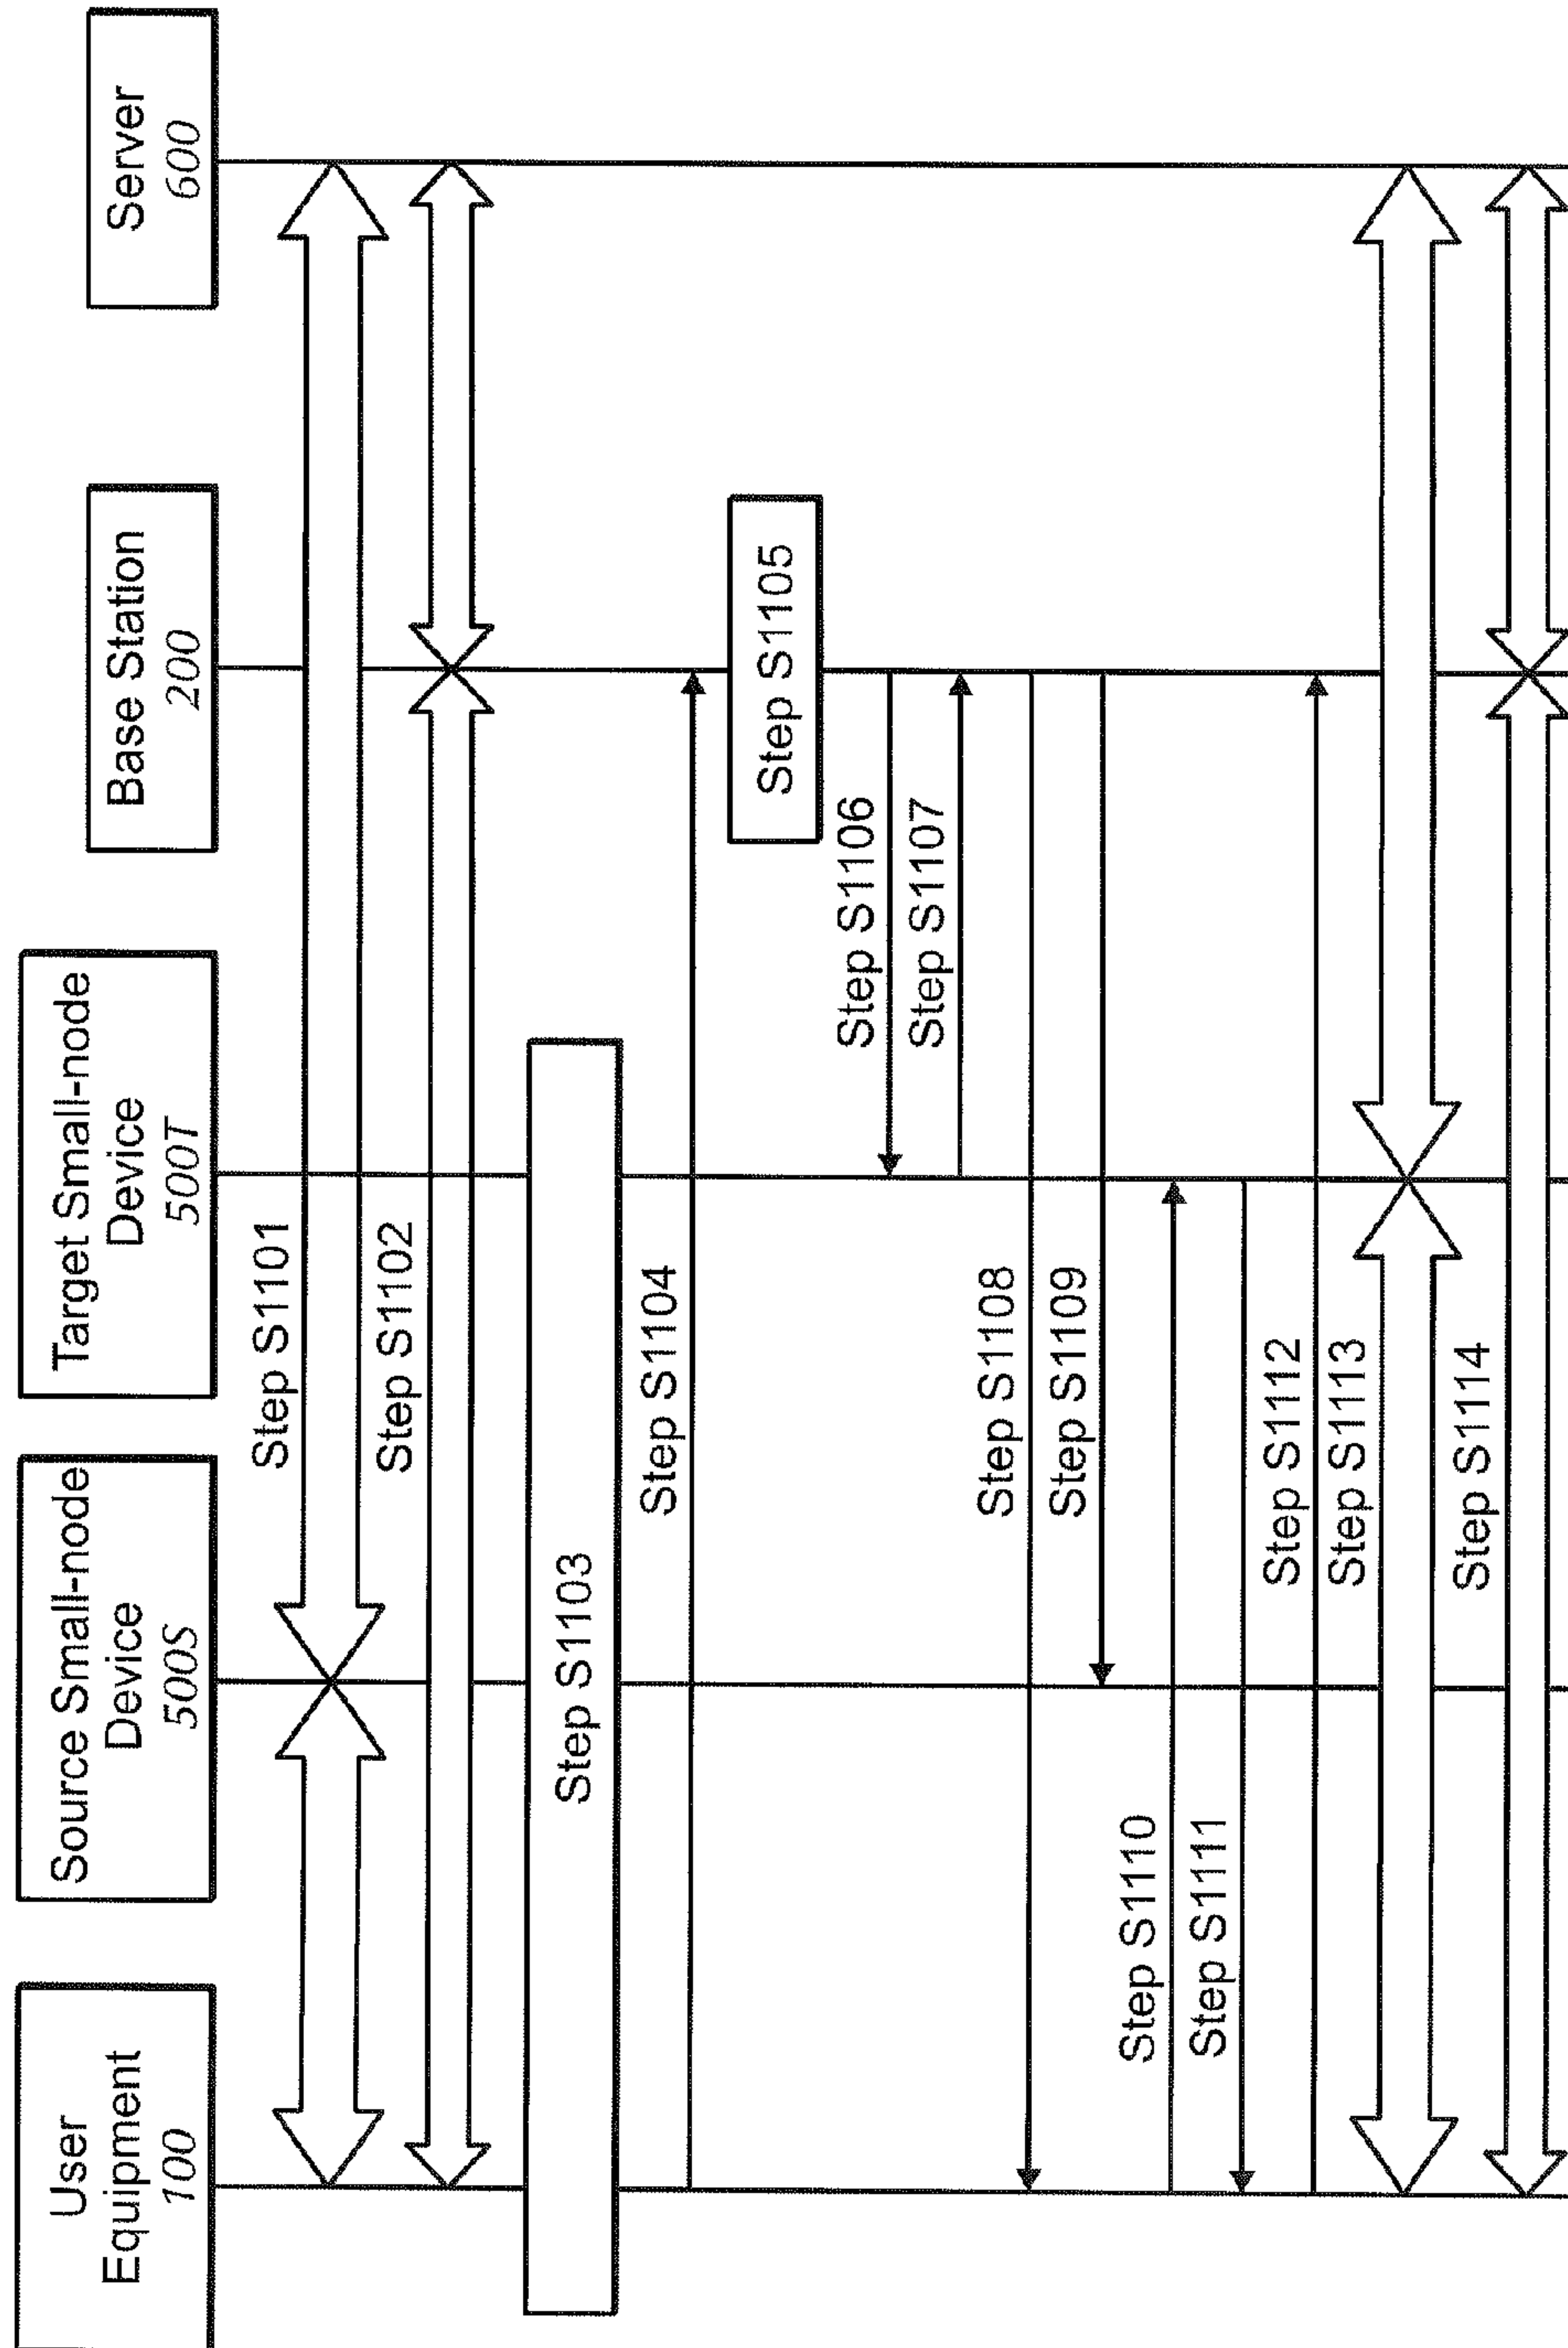 User
Equipment
100
Source Small-node
Device
500S
Target Small-node
Device
500T
Base Station
200
Server
600
Step S1101
Step S1102
Step S1103
Step S1104
Step S1105
Step S1106
Step S1107
Step S1108
Step S1109
Step S1110
Step S1111
Step S1112
Step S1113
Step S1114